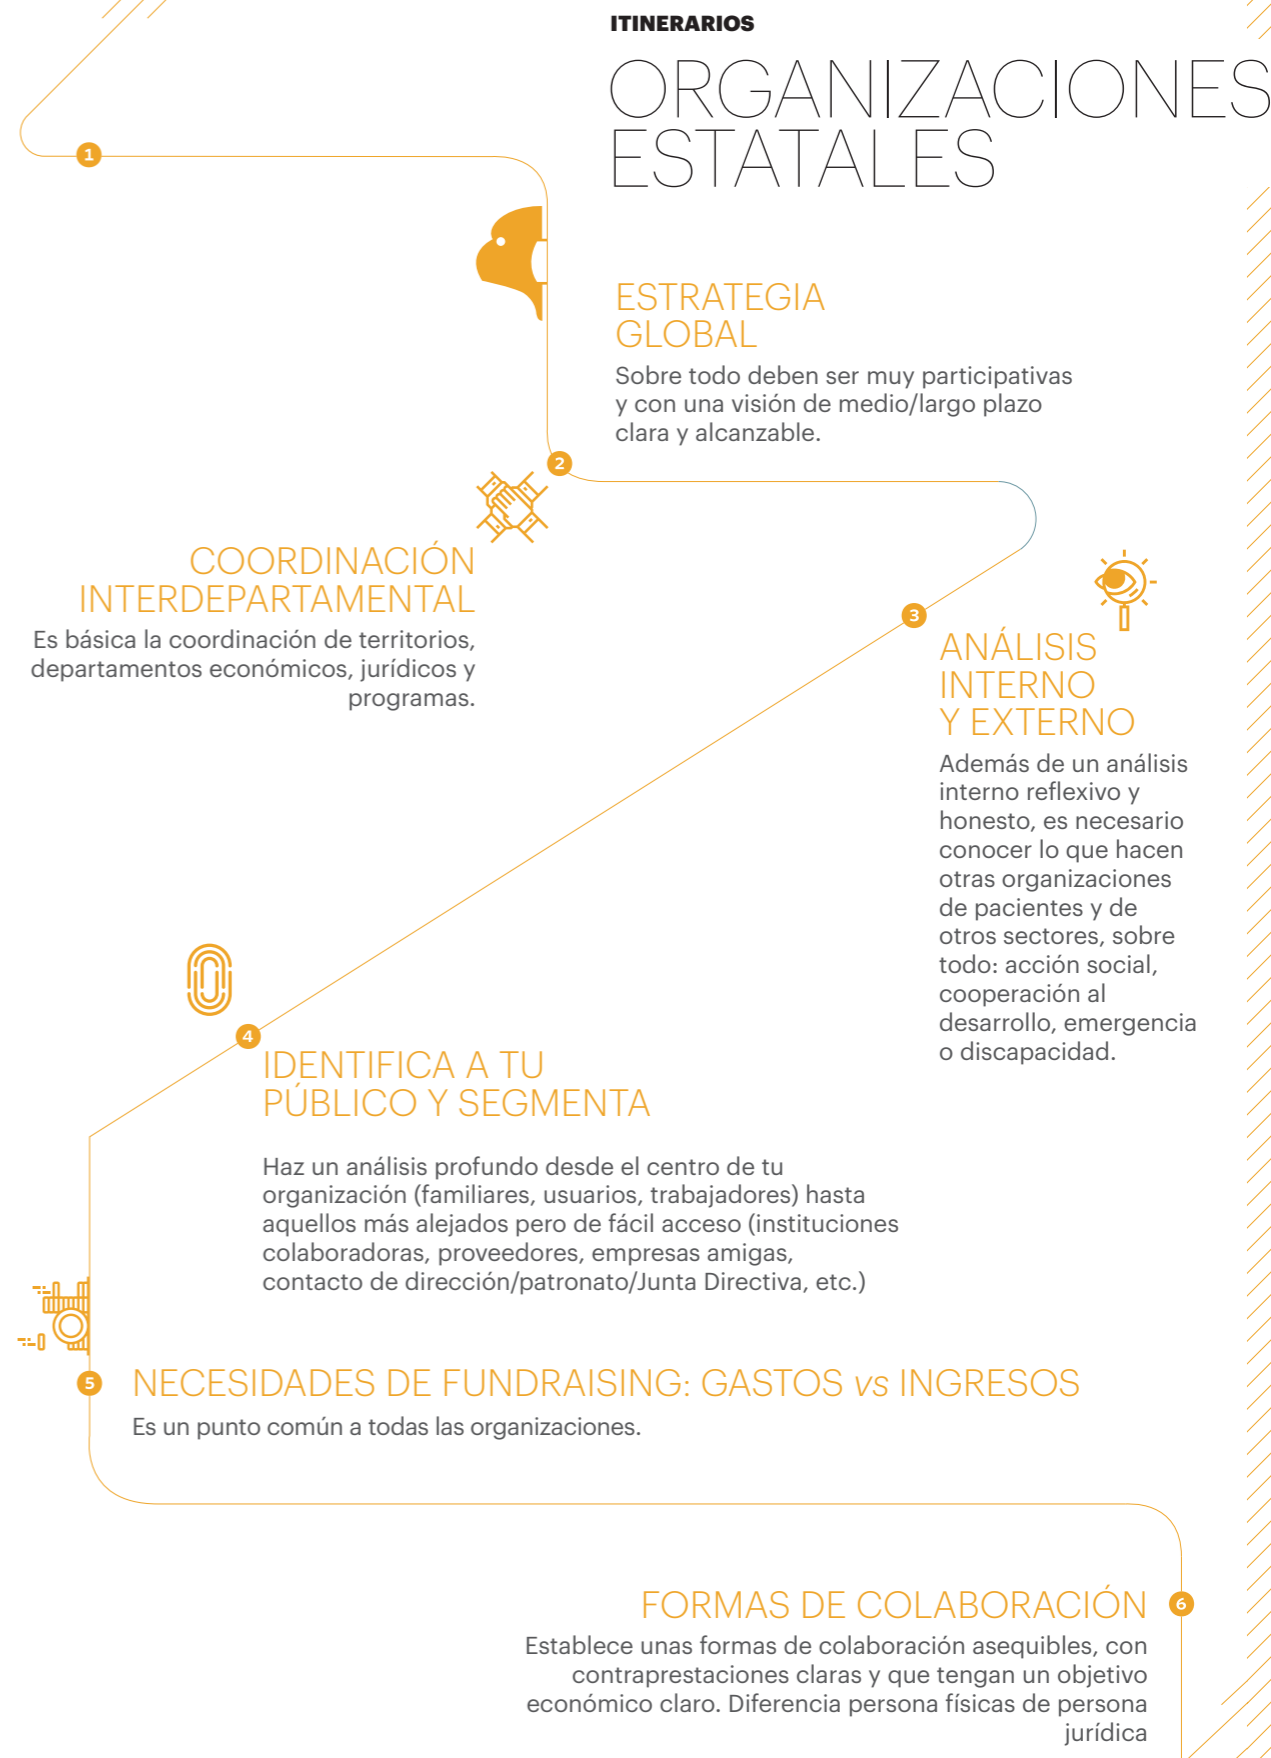 ITINERARIOS
ORGANIZACIONES
ESTATALES
1
ESTRATEGIA
GLOBAL
Sobre todo deben ser muy participativas
y con una visión de medio/largo plazo
clara y alcanzable.
2
COORDINACIÓN
INTERDEPARTAMENTAL
Es básica la coordinación de territorios,
departamentos económicos, jurídicos y
programas.
3
ANÁLISIS
INTERNO
Y EXTERNO
Además de un análisis
interno reflexivo y
honesto, es necesario
conocer lo que hacen
otras organizaciones
de pacientes y de
otros sectores, sobre
todo: acción social,
cooperación al
desarrollo, emergencia
o discapacidad.
4
IDENTIFICA A TU
PÚBLICO Y SEGMENTA
Haz un análisis profundo desde el centro de tu
organización (familiares, usuarios, trabajadores) hasta
aquellos más alejados pero de fácil acceso (instituciones
colaboradoras, proveedores, empresas amigas,
contacto de dirección/patronato/Junta Directiva, etc.)
5
NECESIDADES DE FUNDRAISING: GASTOS vs INGRESOS
Es un punto común a todas las organizaciones.
FORMAS DE COLABORACIÓN
6
Establece unas formas de colaboración asequibles, con
contraprestaciones claras y que tengan un objetivo
económico claro. Diferencia persona físicas de persona
jurídica